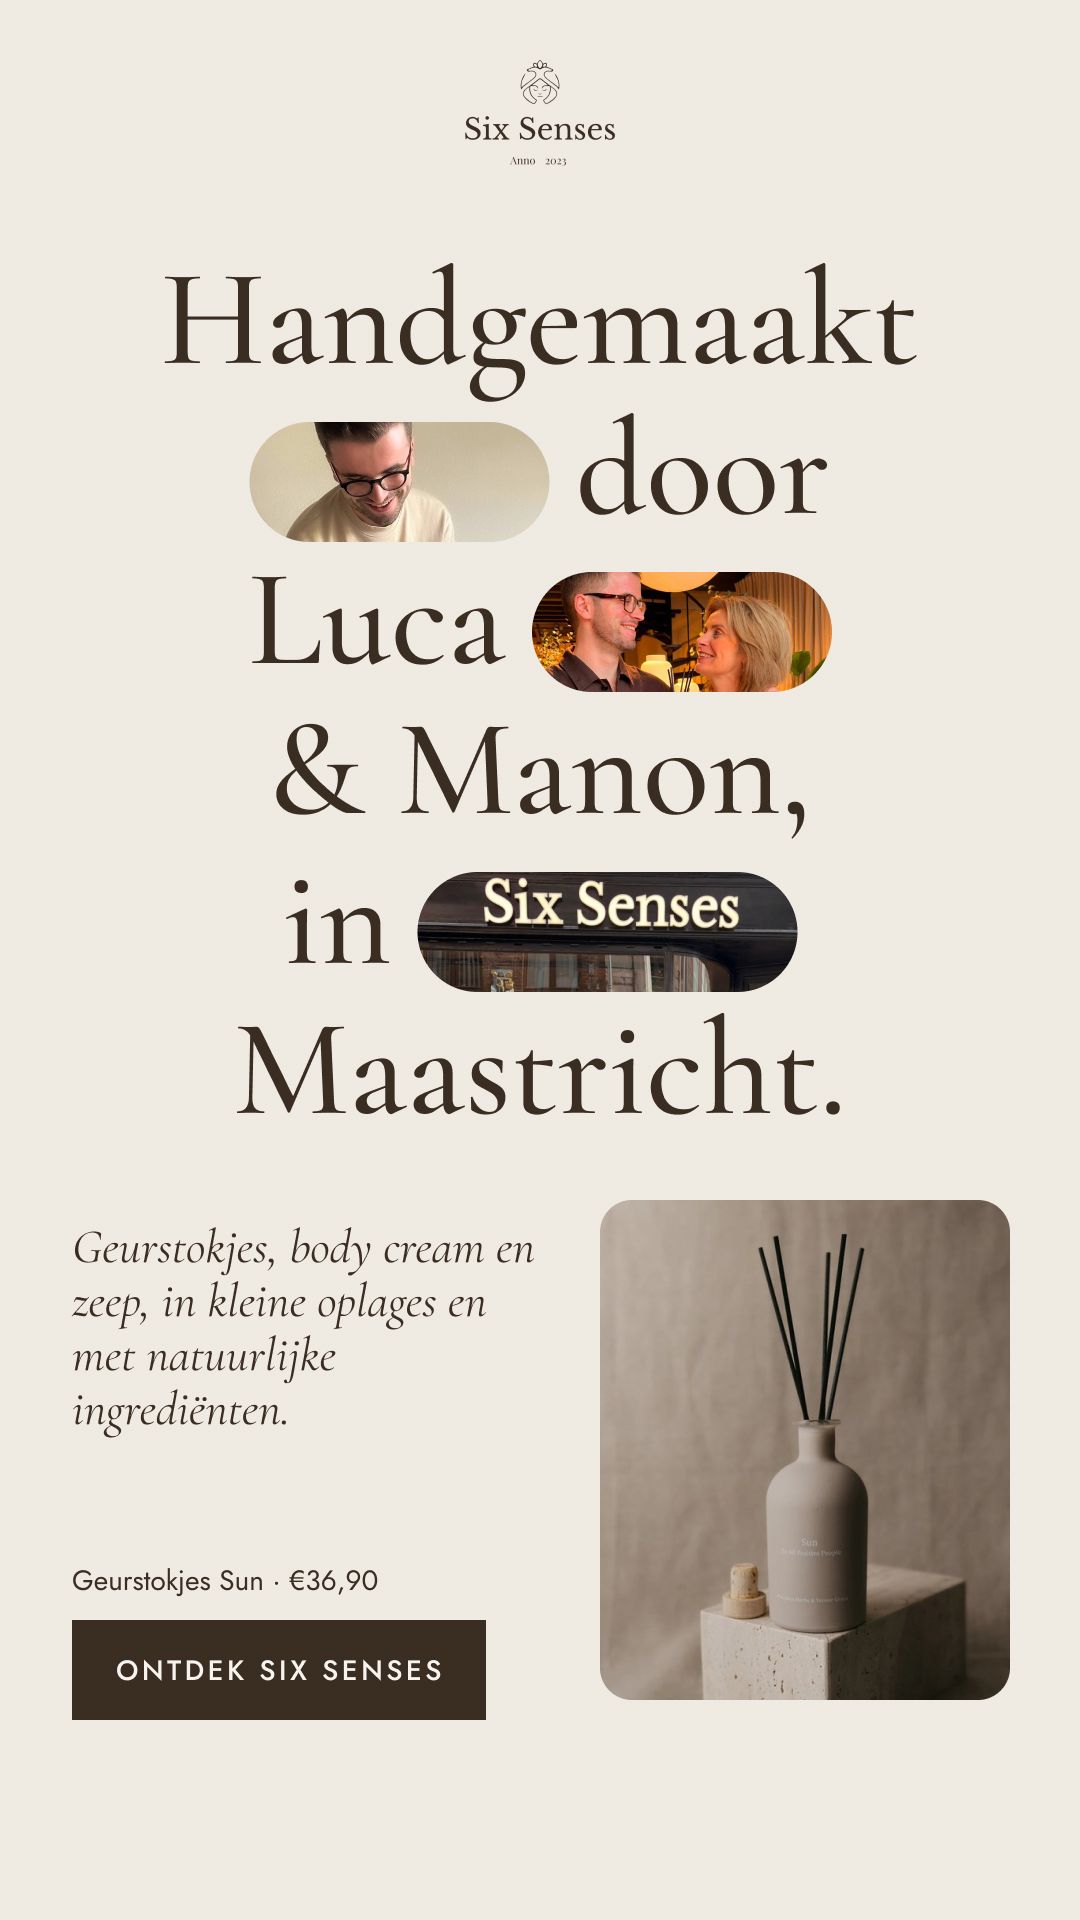 Six Senses
Anno 2023
Handgemaakt
door
Luca
& Manon,
in
Six Senses
Maastricht.
Geurstokjes, body cream en
zeep, in kleine oplages en
met natuurlijke
ingrediënten.
Sun
Geurstokjes Sun · €36,90
ONTDEK SIX SENSES